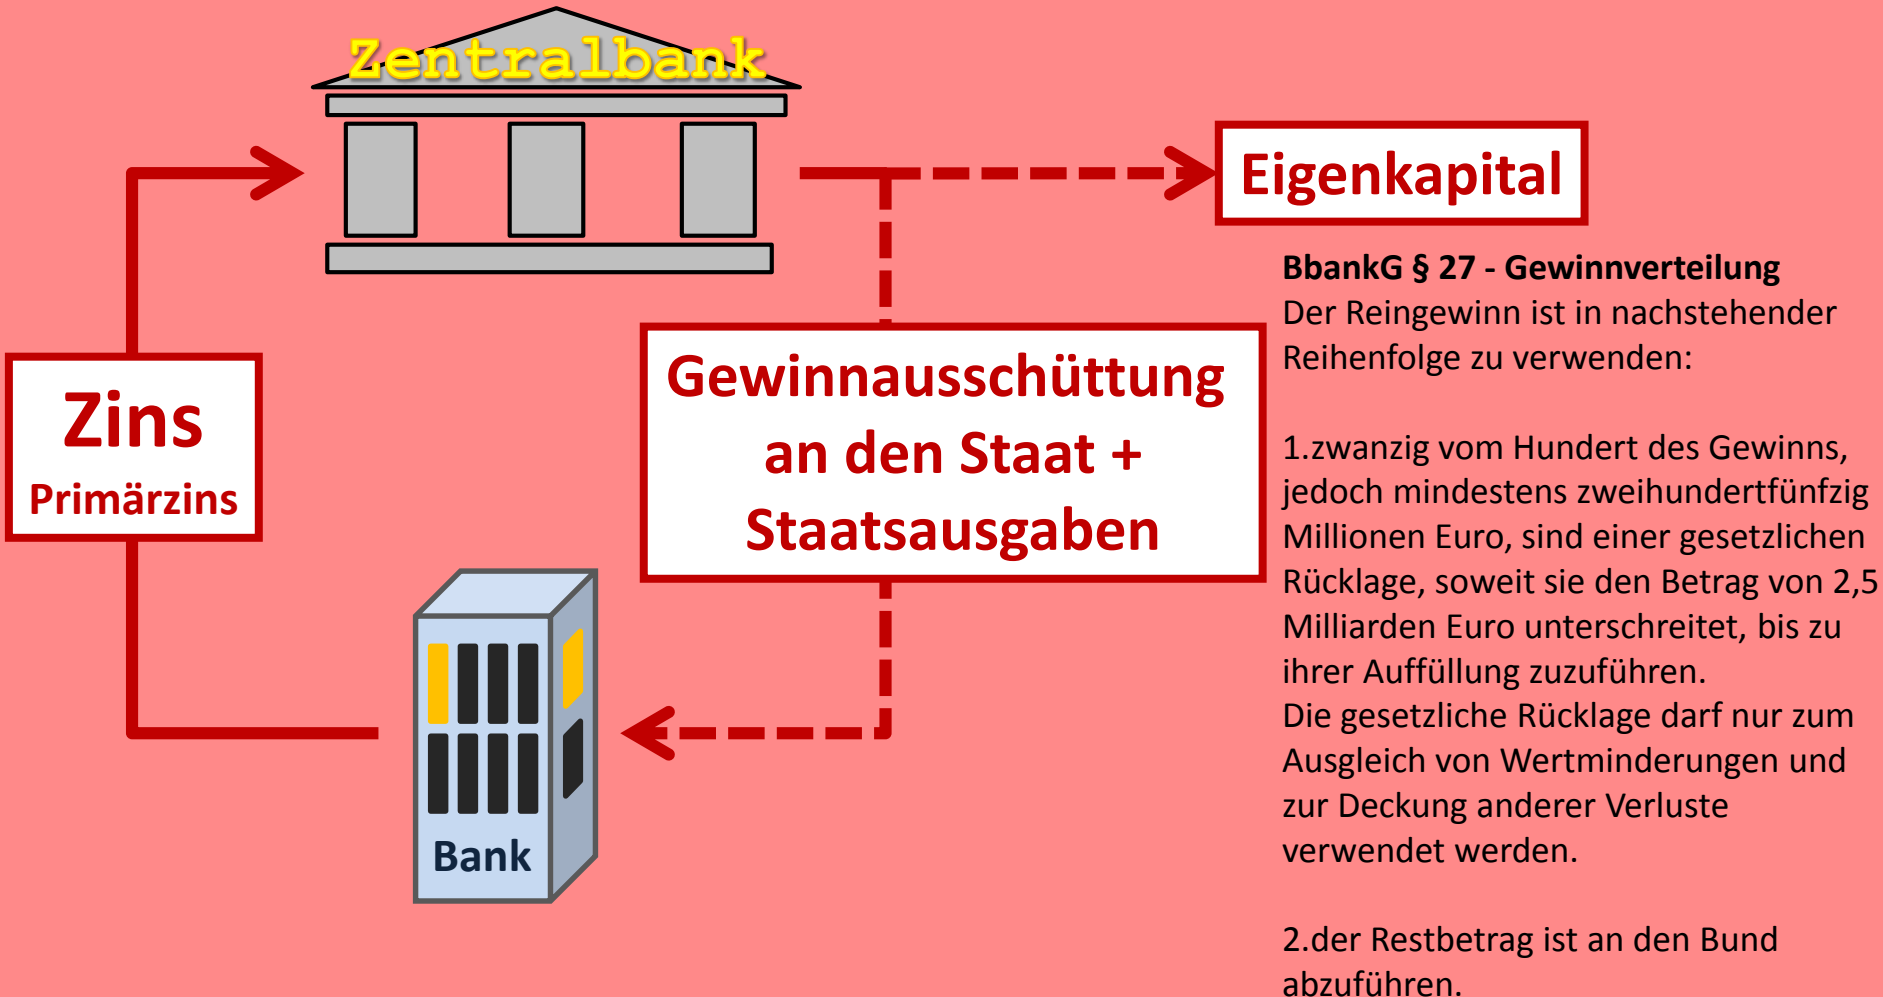 Zentralbank
Eigenkapital
Zins
Primärzins
Gewinnausschüttung
an den Staat +
Staatsausgaben
Bank
BbankG § 27 - Gewinnverteilung
Der Reingewinn ist in nachstehender
Reihenfolge zu verwenden:
1.zwanzig vom Hundert des Gewinns,
jedoch mindestens zweihundertfünfzig
Millionen Euro, sind einer gesetzlichen
Rücklage, soweit sie den Betrag von 2,5
Milliarden Euro unterschreitet, bis zu
ihrer Auffüllung zuzuführen.
Die gesetzliche Rücklage darf nur zum
Ausgleich von Wertminderungen und
zur Deckung anderer Verluste
verwendet werden.
2.der Restbetrag ist an den Bund
abzuführen.